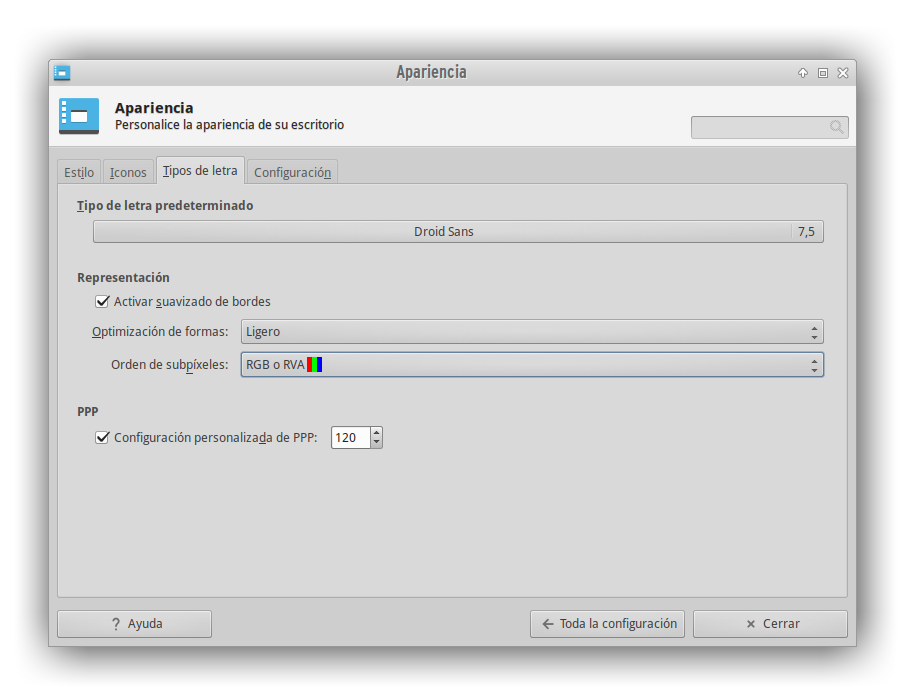 Apariencia
Apariencia
Personalice la apariencia de su escritorio
Estilo Iconos Tipos de letra Configuración
Tipo de letra predeterminado
Droid Sans 7,5
Representación
Activar suavizado de bordes
Optimización de formas: Ligero
Orden de subpíxeles: RGB o RVA
PPP
Configuración personalizada de PPP: 120
? Ayuda
Toda la configuración
Cerrar